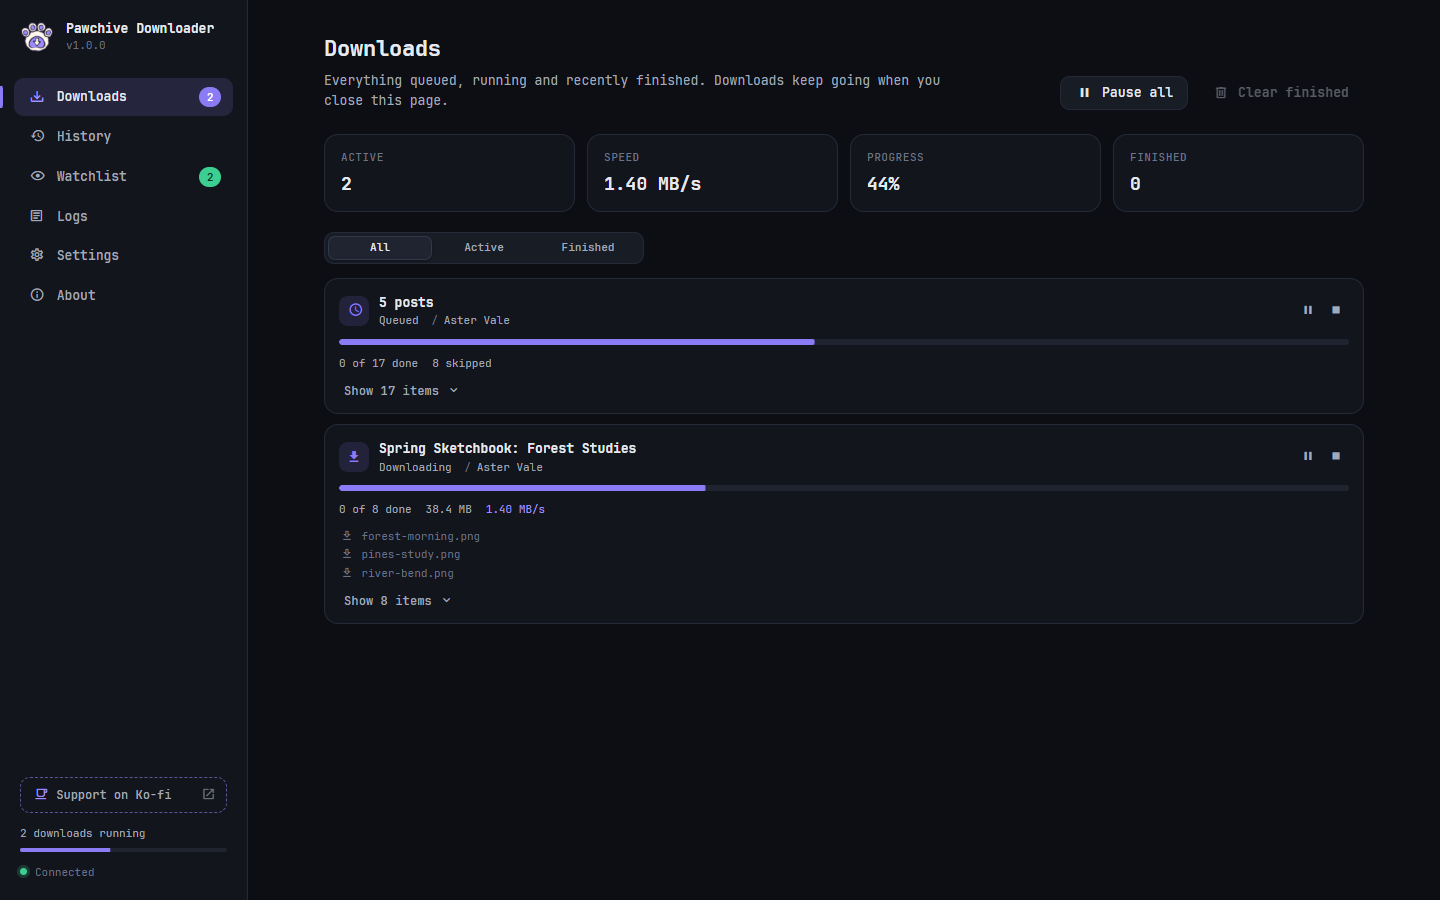 Pawchive Downloader
v1.0.0
Downloads 2
History
Watchlist 2
Logs
Settings
About
Support on Ko-fi
2 downloads running
Connected
Downloads
Everything queued, running and recently finished. Downloads keep going when you
close this page.
Pause all
Clear finished
ACTIVE
2
SPEED
1.40 MB/s
PROGRESS
44%
FINISHED
0
All Active Finished
5 posts
Queued / Aster Vale
0 of 17 done 8 skipped
Show 17 items
Spring Sketchbook: Forest Studies
Downloading / Aster Vale
0 of 8 done 38.4 MB 1.40 MB/s
forest-morning.png
pines-study.png
river-bend.png
Show 8 items